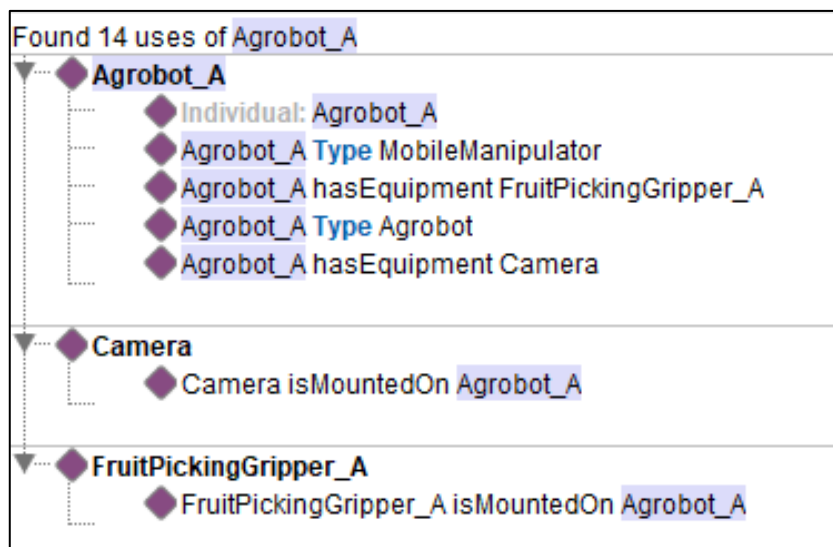 Found 14 uses of Agrobot_A
Agrobot_A
Individual: Agrobot_A
Agrobot_A Type MobileManipulator
Agrobot_A hasEquipment FruitPickingGripper_A
Agrobot_A Type Agrobot
Agrobot_A hasEquipment Camera
Camera
Camera isMountedOn Agrobot_A
FruitPickingGripper_A
FruitPickingGripper_A isMountedOn Agrobot_A